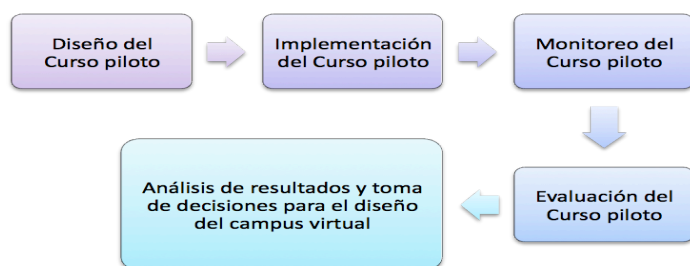 Diseño del
Curso piloto
Implementación
del Curso piloto
Monitoreo del
Curso piloto
Evaluación del
Curso piloto
Análisis de resultados y toma
de decisiones para el diseño
del campus virtual